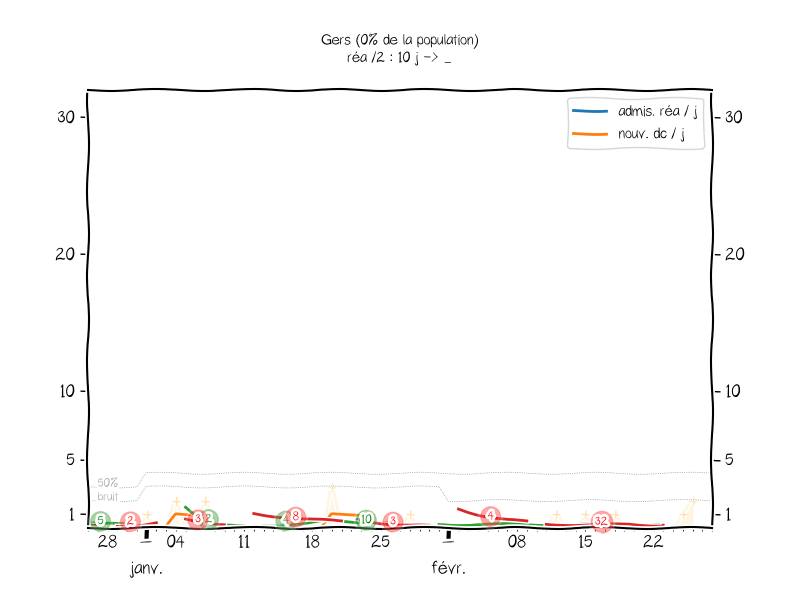 Gers (0% de la population)
réa /2 : 10 j -> _
admis. réa / j
nouv. dc / j
30 30
20 20
10 10
5 5
50%
bruit
1 1
5 2 3 2 4 8 10 3 4 32
28 04 11 18 25 08 15 22
janv. févr.